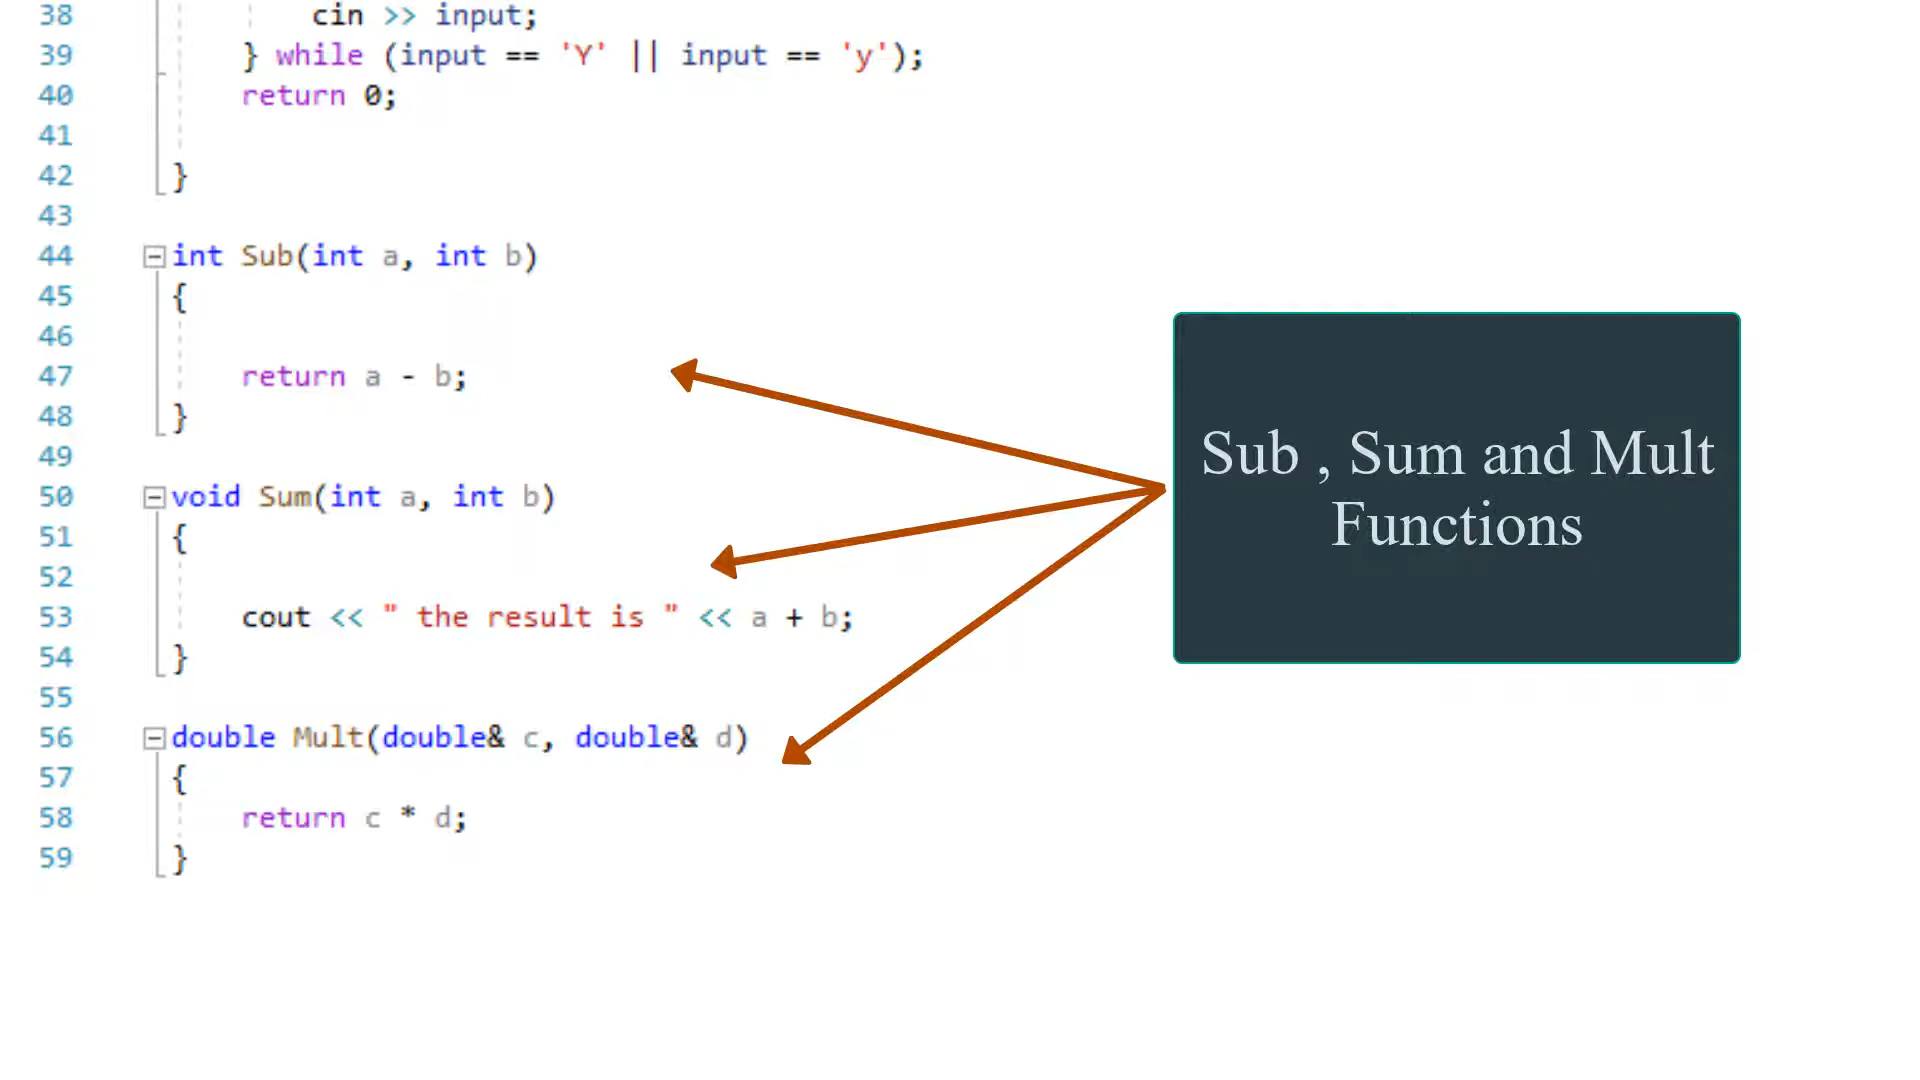 38 cin >> input;
39 } while (input == 'Y' || input == 'y');
40 return 0;
41
42 }
43
44 int Sub(int a, int b)
45 {
46
47 return a - b;
48 }
49
50 void Sum(int a, int b)
51 {
52
53 cout << " the result is " << a + b;
54 }
55
56 double Mult(double& c, double& d)
57 {
58 return c * d;
59 }
Sub , Sum and Mult
Functions